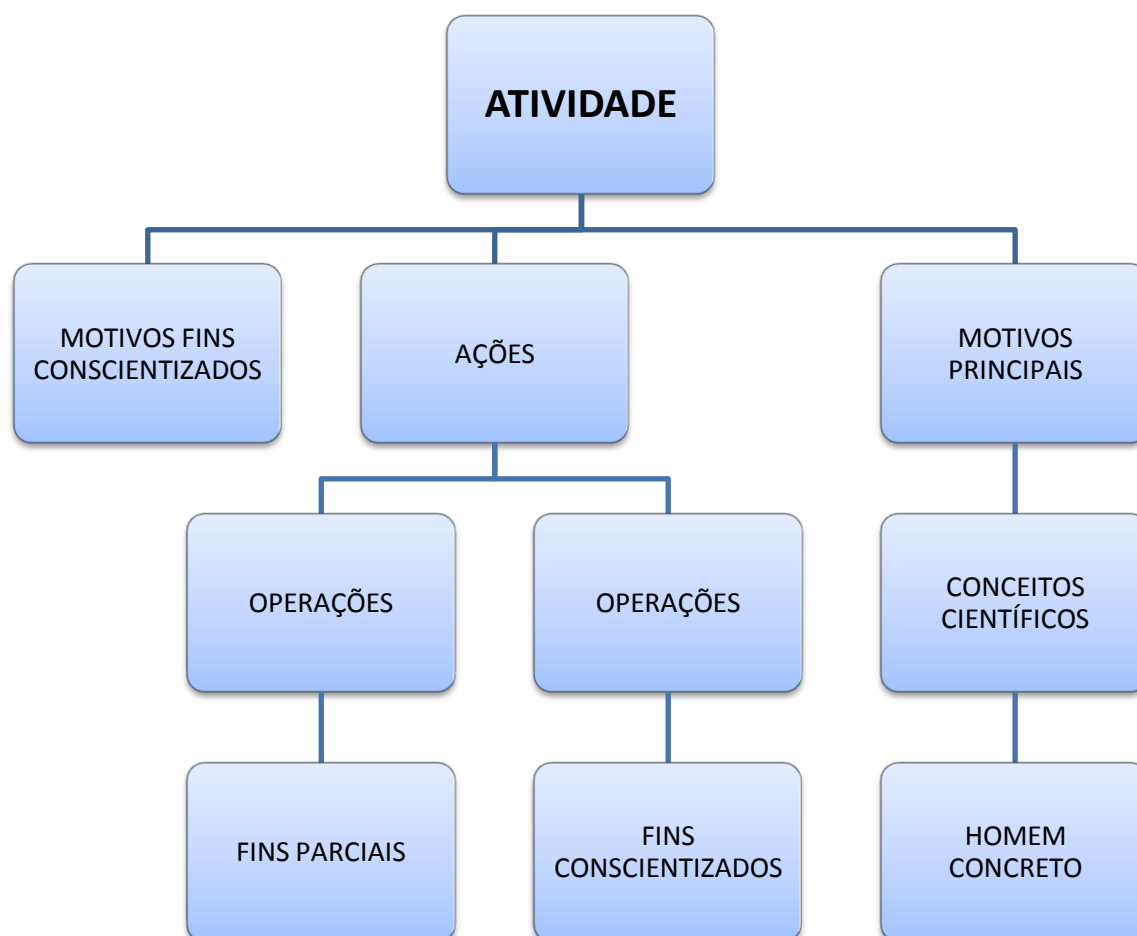 ATIVIDADE
MOTIVOS FINS
CONSCIENTIZADOS
AÇÕES
MOTIVOS
PRINCIPAIS
OPERAÇÕES
OPERAÇÕES
CONCEITOS
CIENTÍFICOS
FINS PARCIAIS
FINS
CONSCIENTIZADOS
HOMEM
CONCRETO